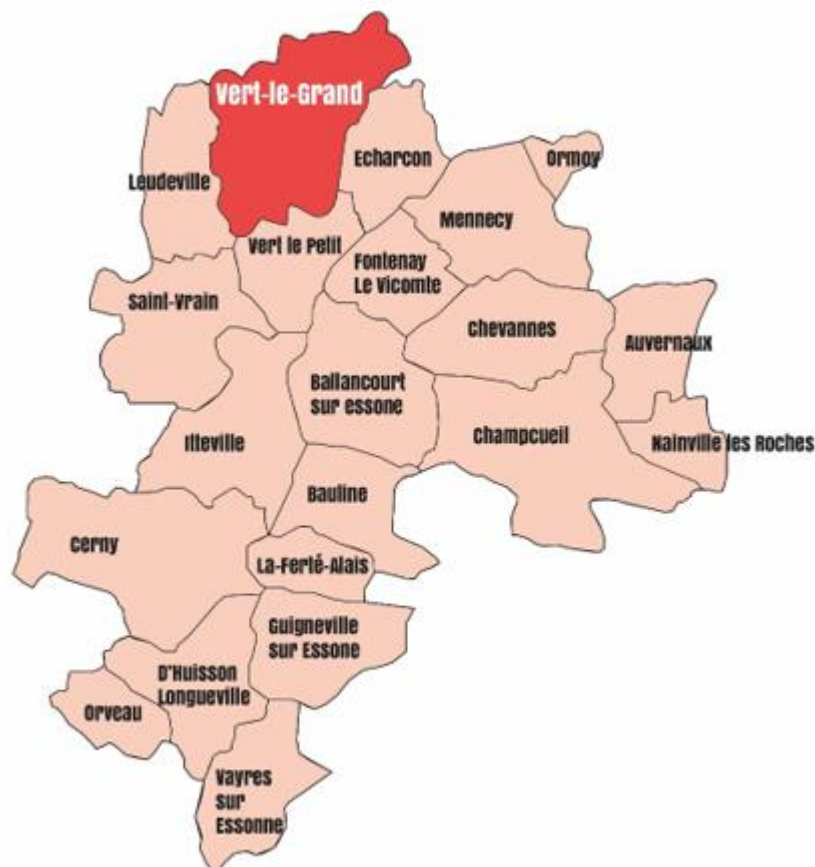 Vert-le-Grand
Echarcon
Ormoy
Leudeville
Mennecy
Vert le Petit
Fontenay
Le Vicomte
Saint-Vrain
Chevannes
Auvernaux
Ballancourt
sur essone
Itteville
Champcueil
Nainville les Roches
Bauline
Cerny
La-Ferté-Alais
Guigneville
sur Essone
D'Huisson
Longueville
Orveau
Vayres
sur
Essonne